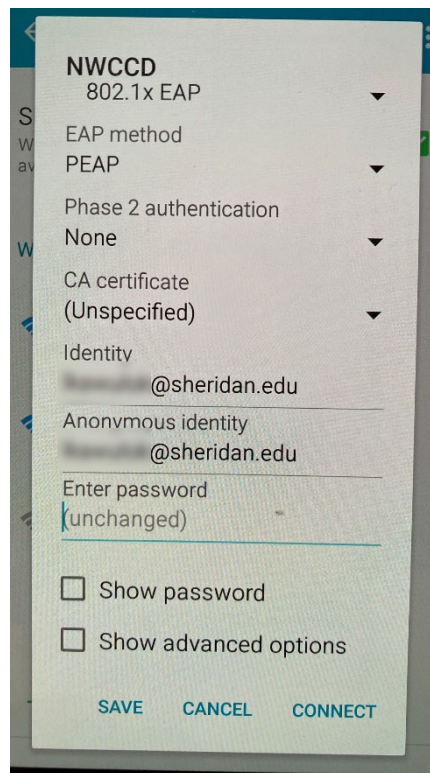 NWCCD
802.1x EAP
EAP method
PEAP
Phase 2 authentication
None
CA certificate
(Unspecified)
Identity
@sheridan.edu
Anonymous identity
@sheridan.edu
Enter password
(unchanged)
Show password
Show advanced options
SAVE CANCEL CONNECT